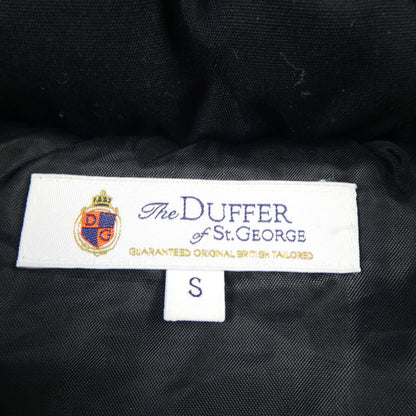 D
G
The DUFFER
of St.GEORGE
GUARANTEED ORIGINAL BRITISH TAILORED
S